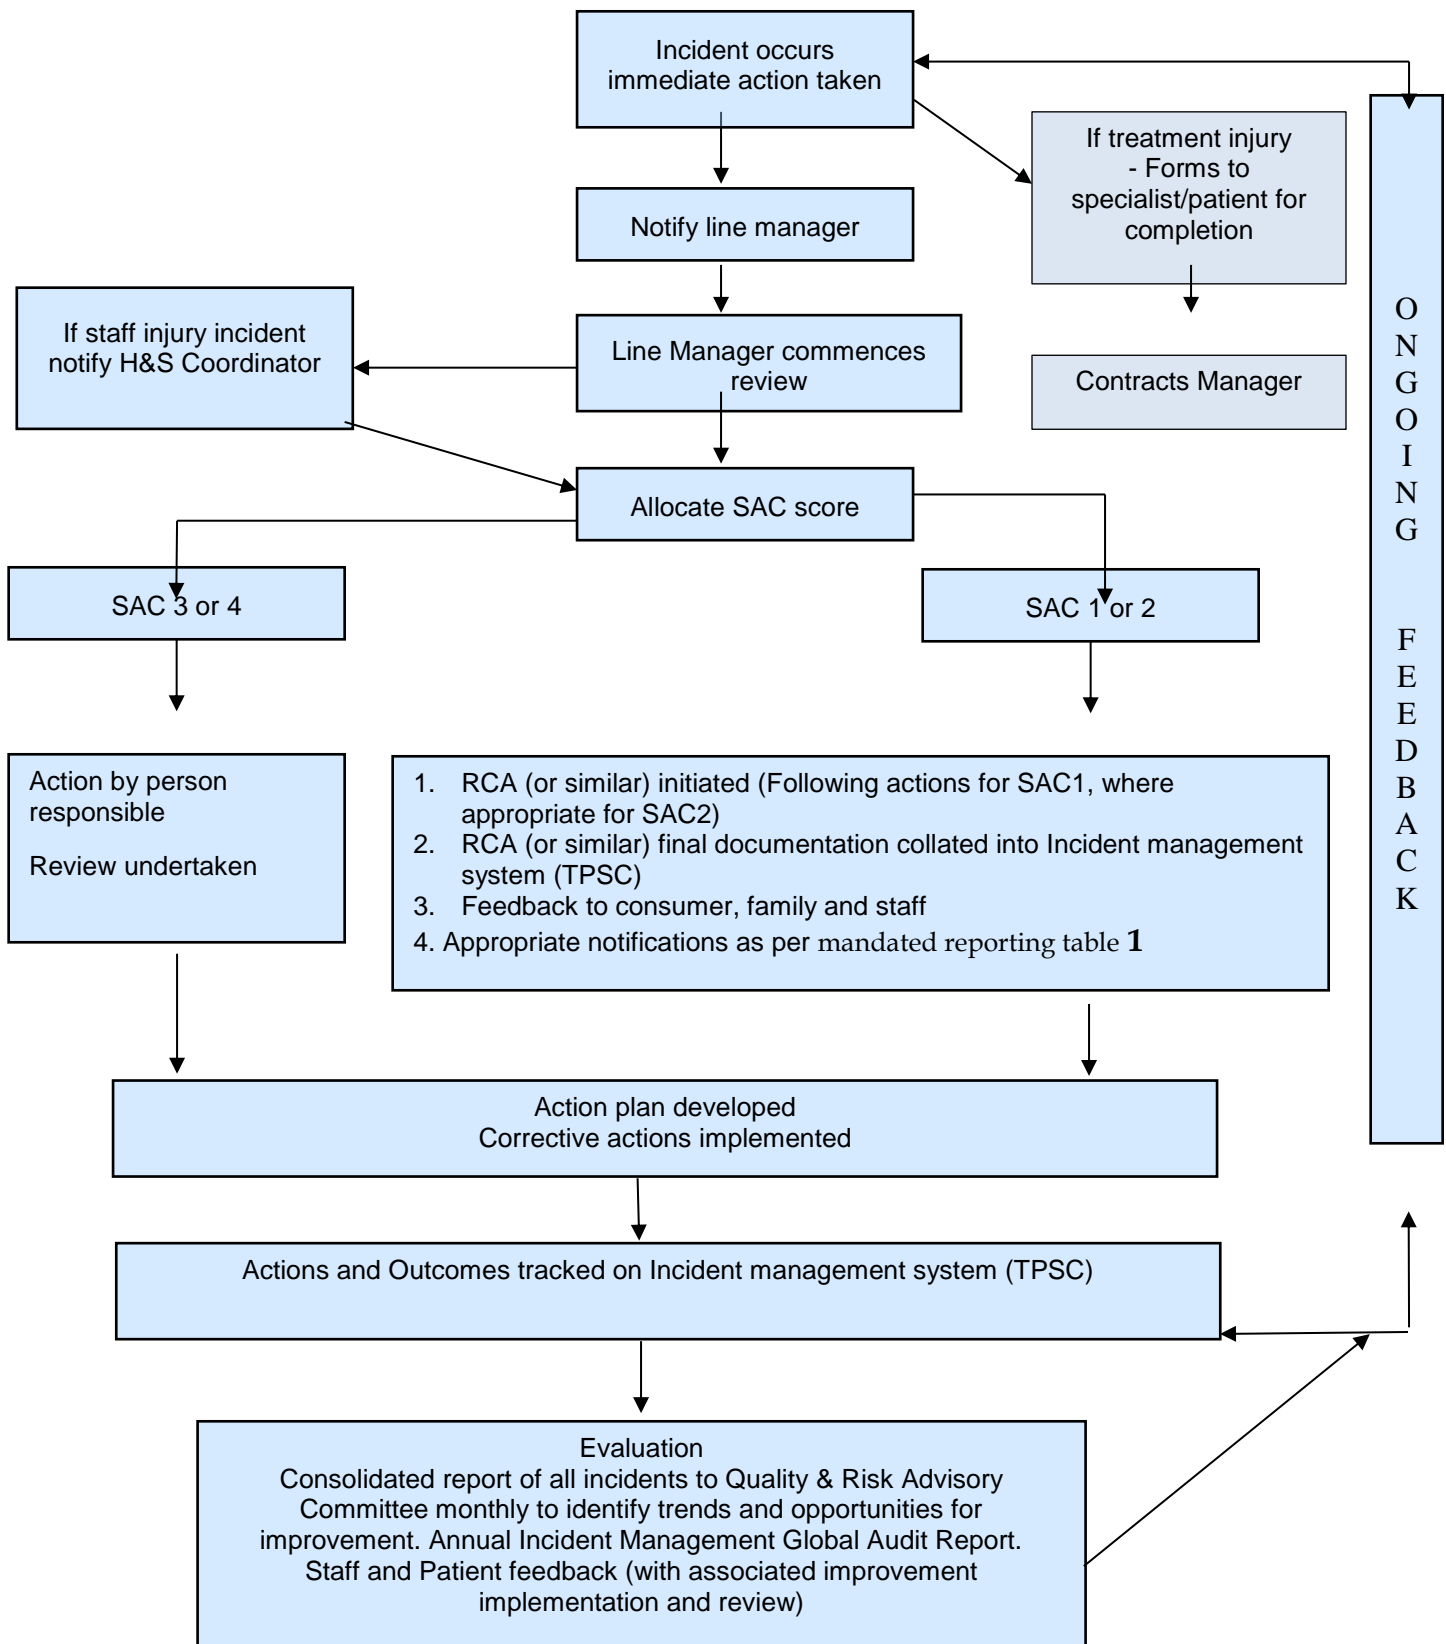 Incident occurs
immediate action taken
If treatment injury
- Forms to
specialist/patient for
completion
Notify line manager
If staff injury incident
notify H&S Coordinator
Line Manager commences
review
Contracts Manager
Allocate SAC score
SAC 3 or 4
SAC 1 or 2
Action by person
responsible
Review undertaken
1. RCA (or similar) initiated (Following actions for SAC1, where
appropriate for SAC2)
2. RCA (or similar) final documentation collated into Incident management
system (TPSC)
3. Feedback to consumer, family and staff
4. Appropriate notifications as per mandated reporting table 1
Action plan developed
Corrective actions implemented
Actions and Outcomes tracked on Incident management system (TPSC)
Evaluation
Consolidated report of all incidents to Quality & Risk Advisory
Committee monthly to identify trends and opportunities for
improvement. Annual Incident Management Global Audit Report.
Staff and Patient feedback (with associated improvement
implementation and review)
ONGOING FEEDBACK